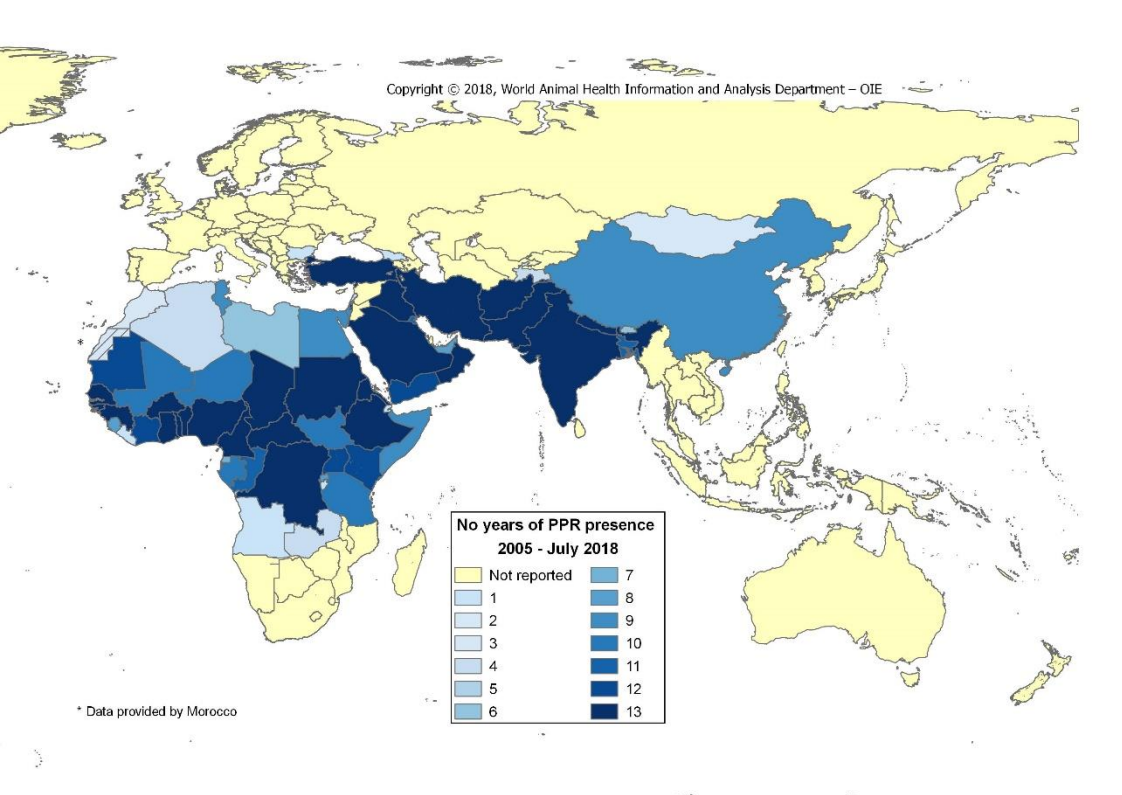 Copyright © 2018, World Animal Health Information and Analysis Department – OIE
*
No years of PPR presence
2005 - July 2018
Not reported
1
2
3
4
5
6
7
8
9
10
11
12
13
* Data provided by Morocco